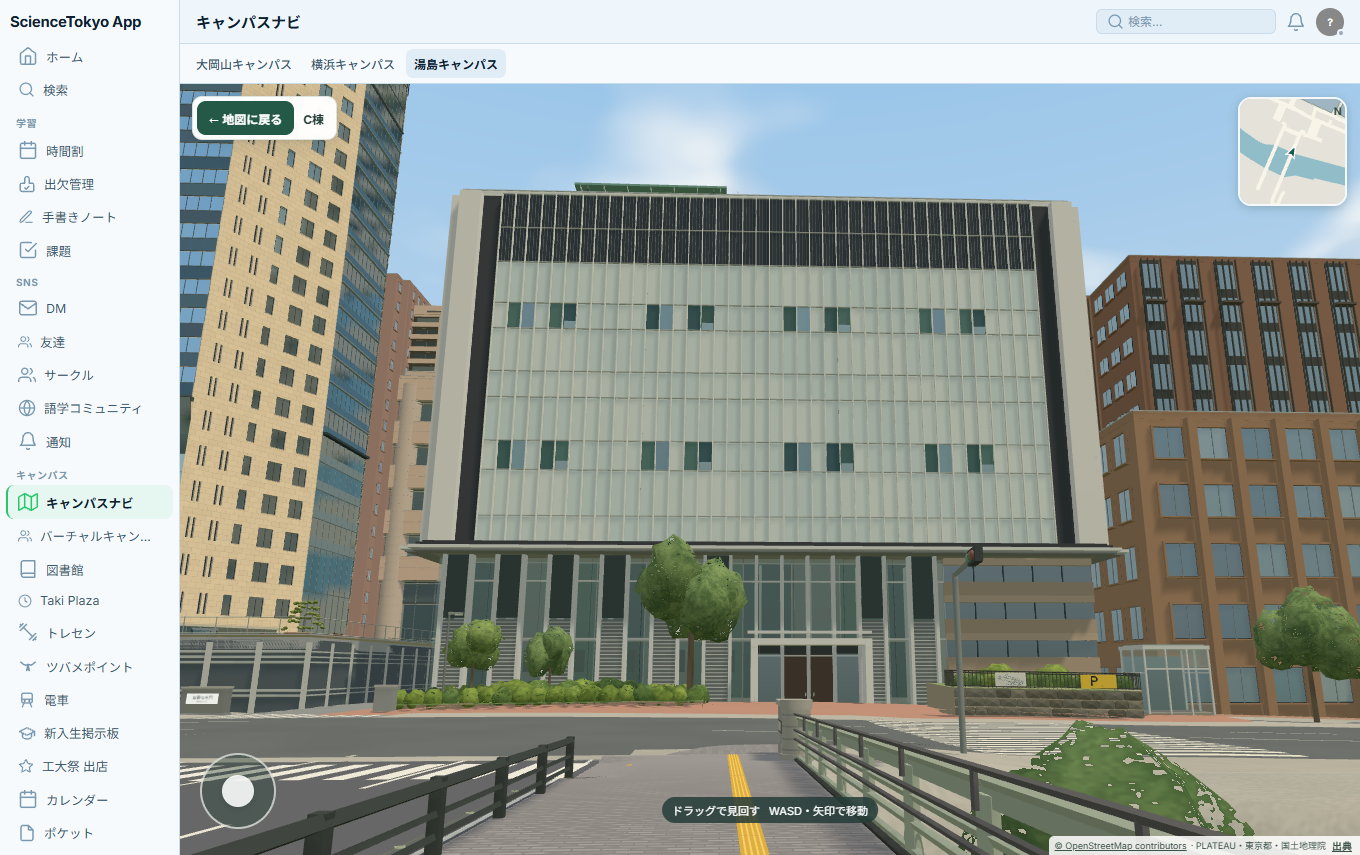 ScienceTokyo App
ホーム
検索
学習
時間割
出欠管理
手書きノート
課題
SNS
DM
友達
サークル
語学コミュニティ
通知
キャンパス
キャンパスナビ
バーチャルキャン...
図書館
Taki Plaza
トレセン
ツバメポイント
電車
新入生掲示板
工大祭 出店
カレンダー
ポケット
キャンパスナビ
検索...
?
大岡山キャンパス 横浜キャンパス 湯島キャンパス
← 地図に戻る C棟
N
P
ドラッグで見回す WASD・矢印で移動
© OpenStreetMap contributors · PLATEAU・東京都・国土地理院 出典